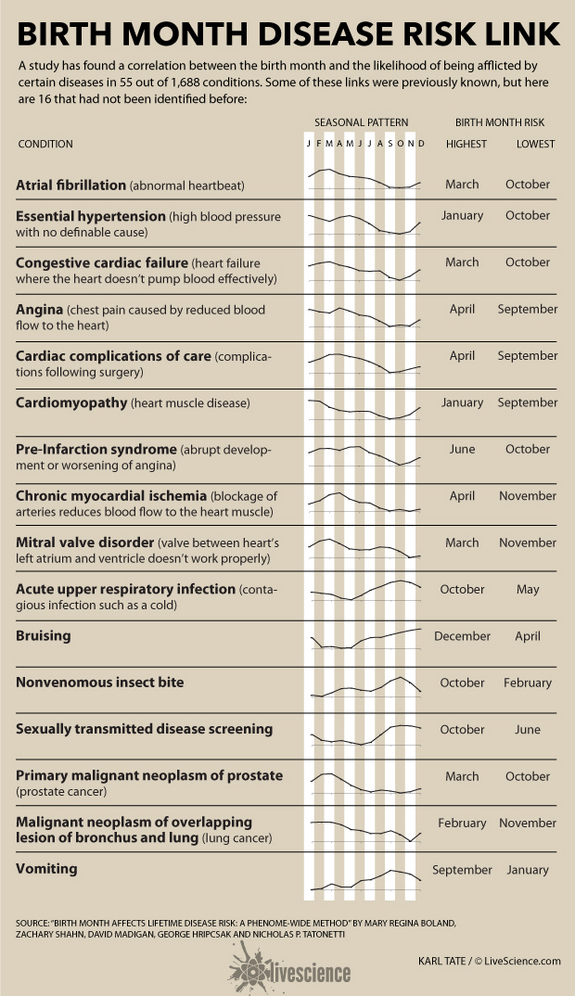 BIRTH MONTH DISEASE RISK LINK
A study has found a correlation between the birth month and the likelihood of being afflicted by
certain diseases in 55 out of 1,688 conditions. Some of these links were previously known, but here
are 16 that had not been identified before:
SEASONAL PATTERN BIRTH MONTH RISK
CONDITION J F M A M J J A S O N D HIGHEST LOWEST
Atrial fibrillation (abnormal heartbeat) March October
Essential hypertension (high blood pressure January October
with no definable cause)
Congestive cardiac failure (heart failure March October
where the heart doesn't pump blood effectively)
Angina (chest pain caused by reduced blood April September
flow to the heart)
Cardiac complications of care (complica- April September
tions following surgery)
Cardiomyopathy (heart muscle disease) January September
Pre-Infarction syndrome (abrupt develop- June October
ment or worsening of angina)
Chronic myocardial ischemia (blockage of April November
arteries reduces blood flow to the heart muscle)
Mitral valve disorder (valve between heart's March November
left atrium and ventricle doesn't work properly)
Acute upper respiratory infection (conta- October May
gious infection such as a cold)
Bruising December April
Nonvenomous insect bite October February
Sexually transmitted disease screening October June
Primary malignant neoplasm of prostate March October
(prostate cancer)
Malignant neoplasm of overlapping February November
lesion of bronchus and lung (lung cancer)
Vomiting September January
SOURCE: "BIRTH MONTH AFFECTS LIFETIME DISEASE RISK: A PHENOME-WIDE METHOD" BY MARY REGINA BOLAND,
ZACHARY SHAHN, DAVID MADIGAN, GEORGE HRIPCSAK AND NICHOLAS P. TATONETTI
livescience
KARL TATE / © LiveScience.com